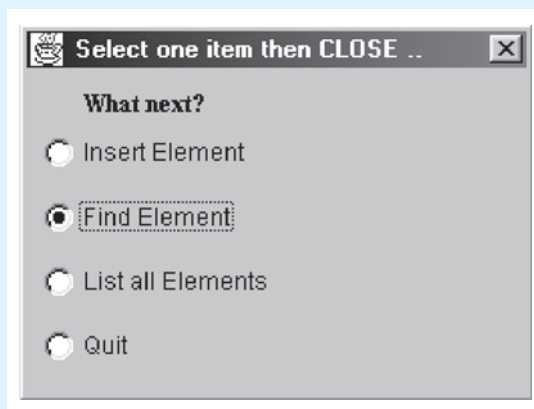 Select one item then CLOSE ..
What next?
Insert Element
Find Element
List all Elements
Quit